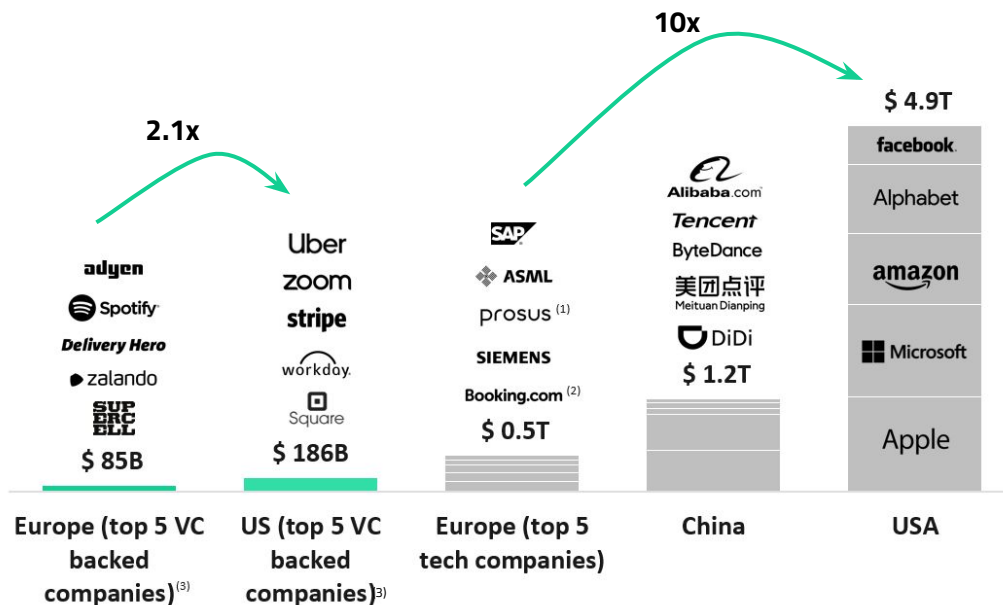 10x
2.1x
adyen
Spotify
Delivery Hero
zalando
SUP
ERC
ELL
$ 85B
Uber
zoom
stripe
workday.
Square
$ 186B
SAP
ASML
prosus (1)
SIEMENS
Booking.com (2)
$ 0.5T
Alibaba.com
Tencent
ByteDance
美团点评
Meituan Dianping
DiDi
$ 1.2T
$ 4.9T
facebook.
Alphabet
amazon
Microsoft
Apple
Europe (top 5 VC
backed
companies)(3)
US (top 5 VC
backed
companies)3)
Europe (top 5
tech companies)
China
USA